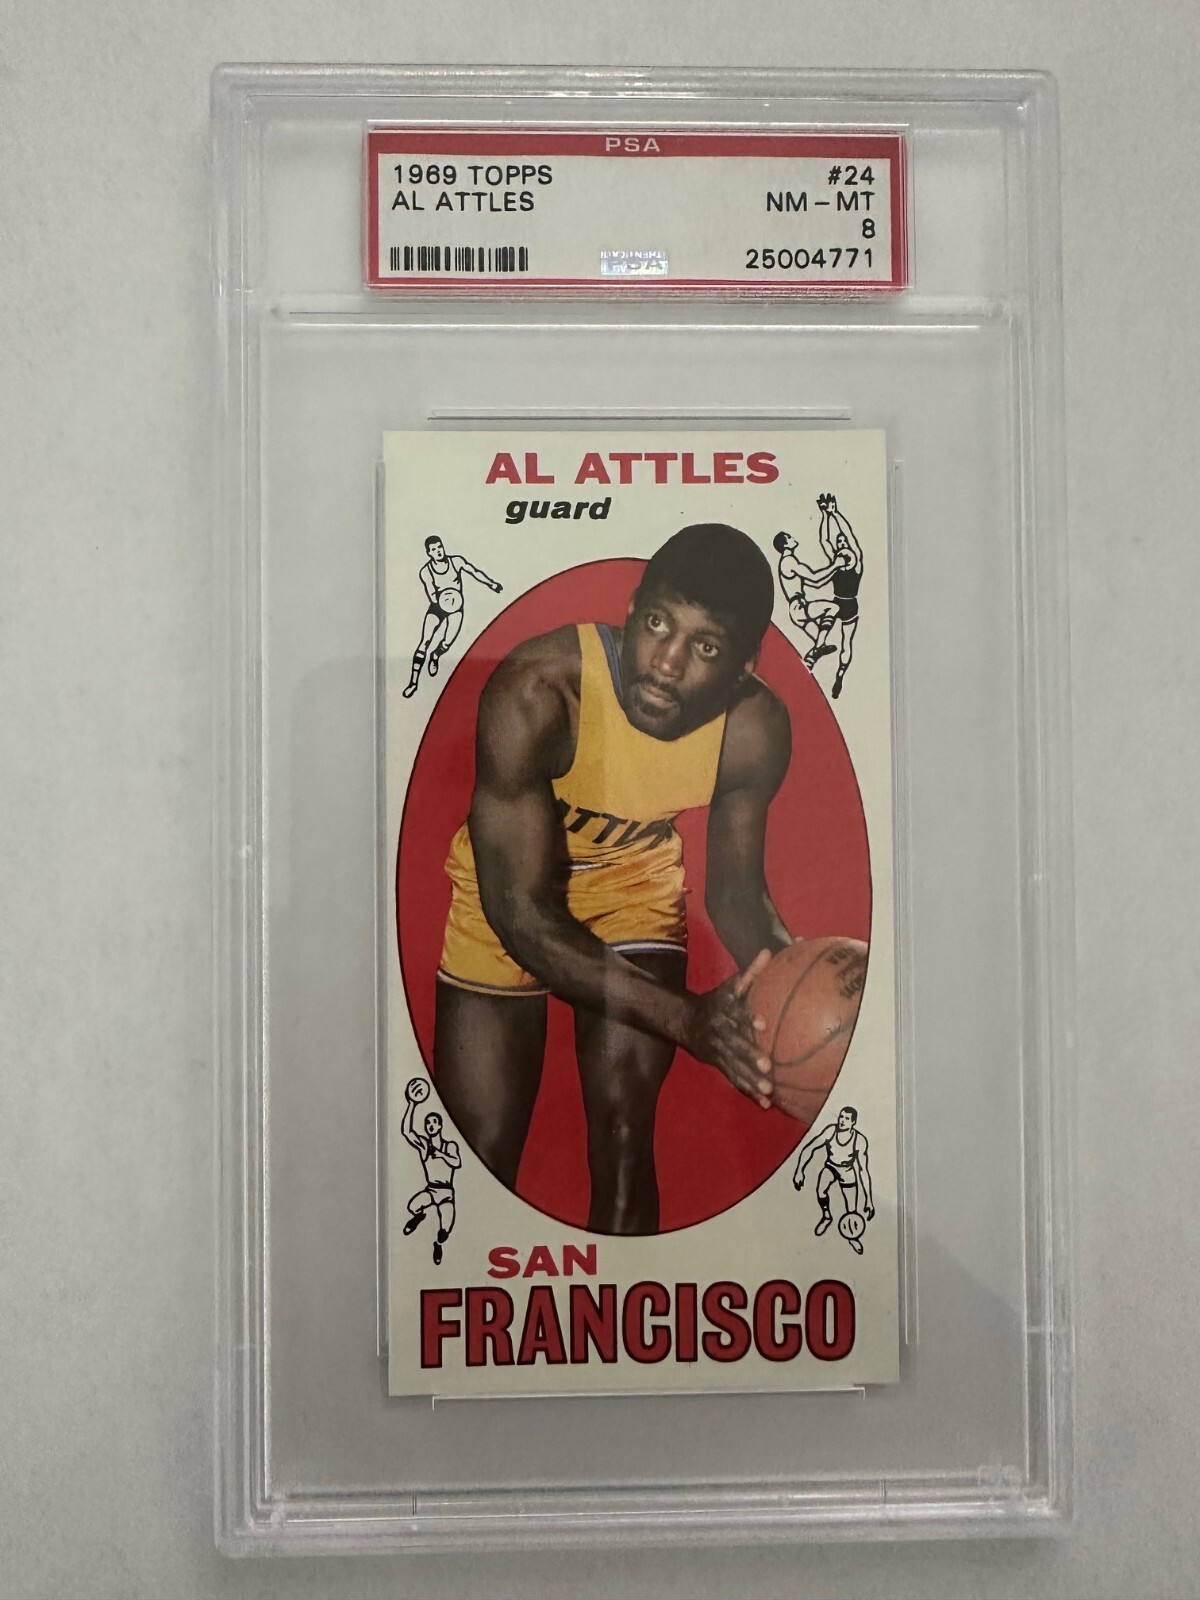 PSA
1969 TOPPS #24
AL ATTLES NM-MT
8
25004771
AL ATTLES
guard
SAN
FRANCISCO